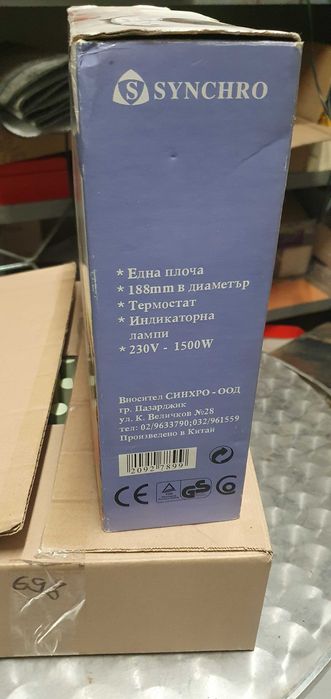 S SYNCHRO
* Една плоча
* 188mm в диаметър
* Термостат
* Индикаторна
лампи
* 230V - 1500W
Вносител СИНХРО - ООД
гр. Пазарджик
ул. К. Величков №28
тел: 02/9633790;032/961559
Произведено в Китай
20927899
CE GS
698